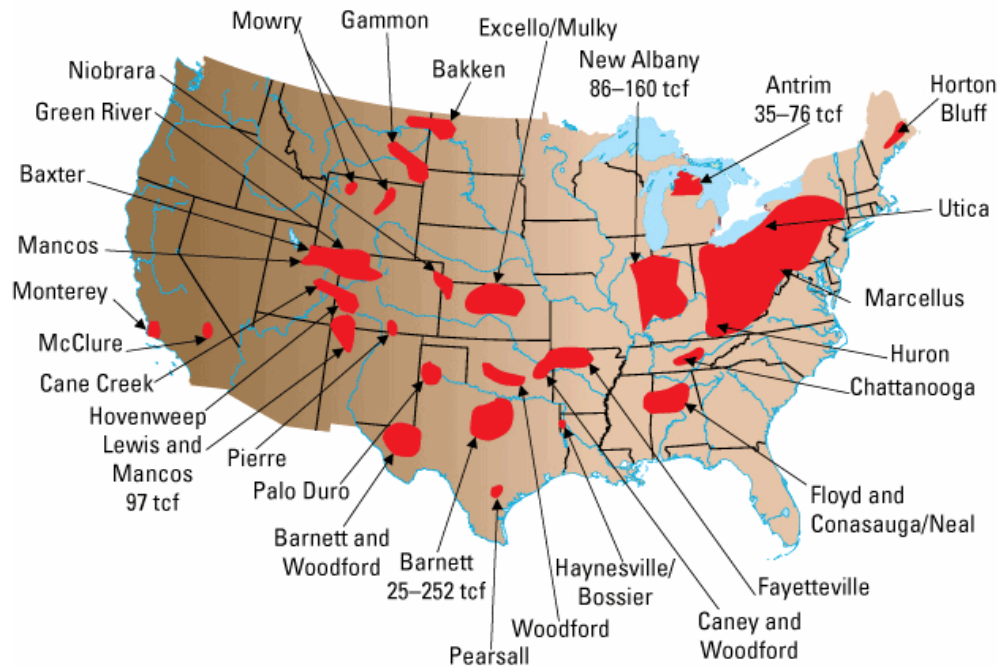 Mowry
Gammon
Excello/Mulky
Niobrara
Bakken
New Albany
86–160 tcf
Antrim
35–76 tcf
Horton
Bluff
Green River
Baxter
Utica
Mancos
Monterey
Marcellus
McClure
Huron
Cane Creek
Chattanooga
Hovenweep
Lewis and
Mancos
97 tcf
Pierre
Palo Duro
Floyd and
Conasauga/Neal
Barnett and
Woodford
Barnett
25–252 tcf
Haynesville/
Bossier
Fayetteville
Woodford
Caney and
Woodford
Pearsall